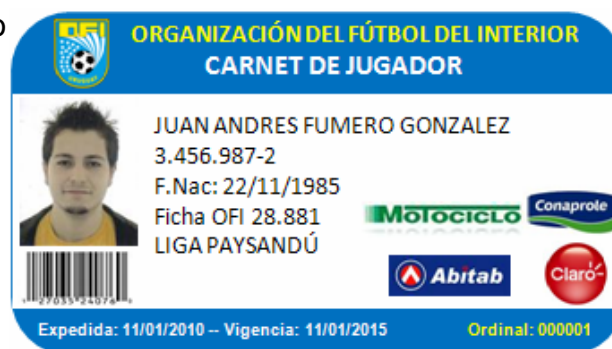 o
OFI
URUGUAY
ORGANIZACIÓN DEL FÚTBOL DEL INTERIOR
CARNET DE JUGADOR
JUAN ANDRES FUMERO GONZALEZ
3.456.987-2
F.Nac: 22/11/1985
Ficha OFI 28.881
LIGA PAYSANDÚ
MOTOCICLO
Conaprole
Abitab
Claro
Expedida: 11/01/2010 -- Vigencia: 11/01/2015
Ordinal: 000001